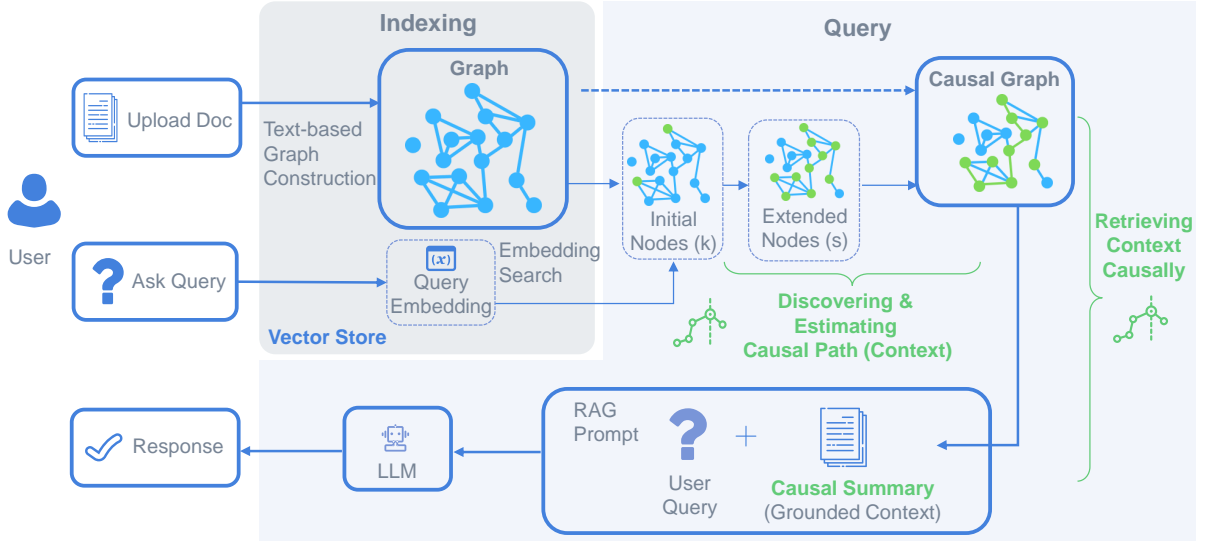 Indexing
Query
Graph
Causal Graph
Upload Doc
Text-based
Graph
Construction
Initial
Nodes (k)
Extended
Nodes (s)
User
Ask Query
(x)
Query
Embedding
Embedding
Search
Vector Store
Discovering &
Estimating
Causal Path (Context)
Retrieving
Context
Causally
Response
LLM
RAG
Prompt
User
Query
+
Causal Summary
(Grounded Context)